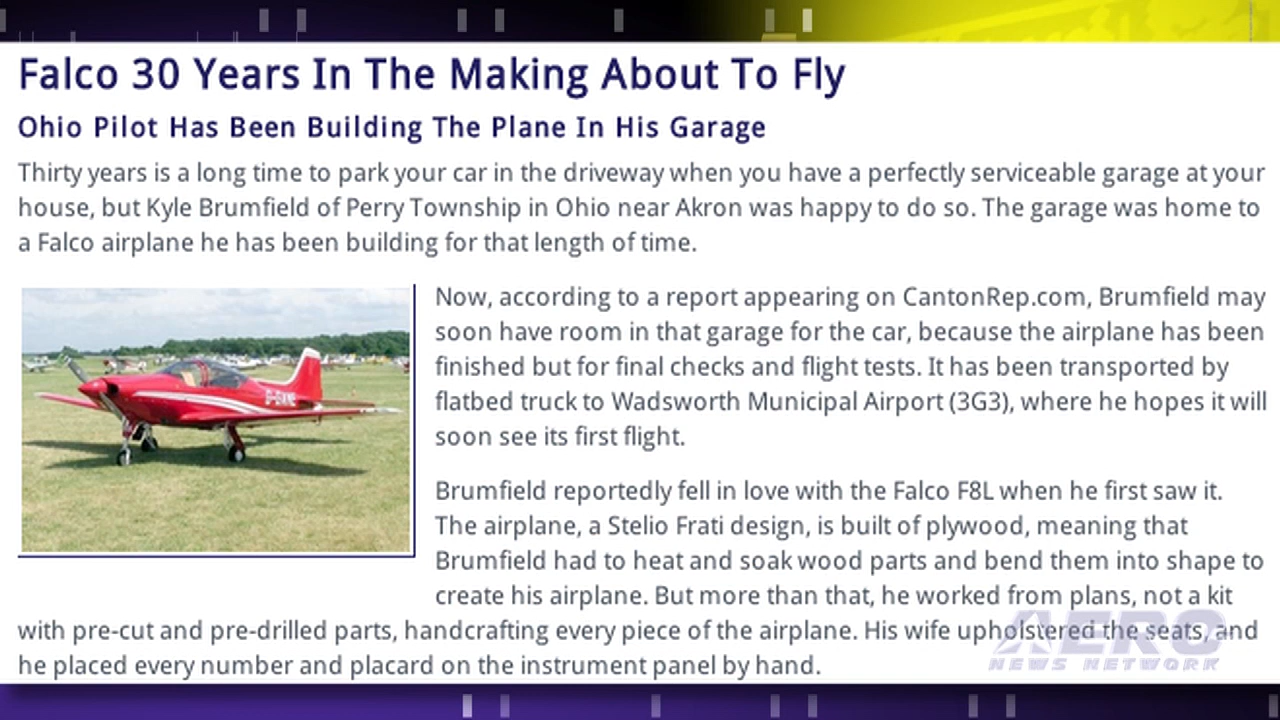 Falco 30 Years In The Making About To Fly
Ohio Pilot Has Been Building The Plane In His Garage
Thirty years is a long time to park your car in the driveway when you have a perfectly serviceable garage at your
house, but Kyle Brumfield of Perry Township in Ohio near Akron was happy to do so. The garage was home to
a Falco airplane he has been building for that length of time.
Now, according to a report appearing on CantonRep.com, Brumfield may
soon have room in that garage for the car, because the airplane has been
finished but for final checks and flight tests. It has been transported by
flatbed truck to Wadsworth Municipal Airport (3G3), where he hopes it will
soon see its first flight.
Brumfield reportedly fell in love with the Falco F8L when he first saw it.
The airplane, a Stelio Frati design, is built of plywood, meaning that
Brumfield had to heat and soak wood parts and bend them into shape to
create his airplane. But more than that, he worked from plans, not a kit
with pre-cut and pre-drilled parts, handcrafting every piece of the airplane. His wife upholstered the seats, and
he placed every number and placard on the instrument panel by hand.
AERO
NEWS NETWORK